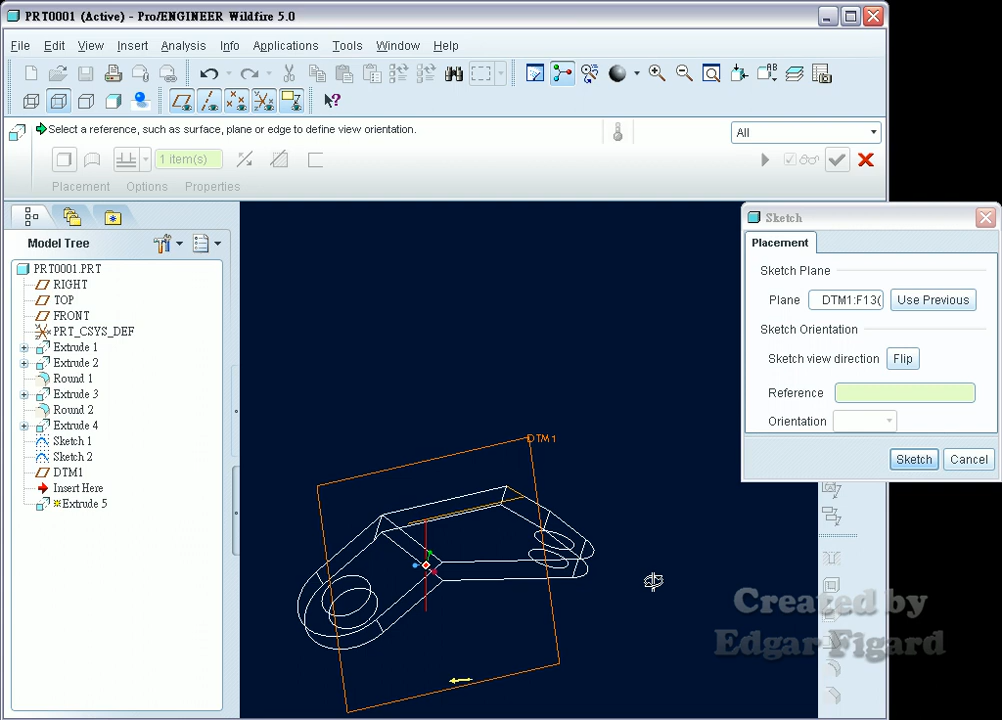 PRT0001 (Active) - Pro/ENGINEER Wildfire 5.0
File Edit View Insert Analysis Info Applications Tools Window Help
Select a reference, such as surface, plane or edge to define view orientation.
All
1 item(s)
Placement Options Properties
Model Tree
PRT0001.PRT
RIGHT
TOP
FRONT
PRT_CSYS_DEF
Extrude 1
Extrude 2
Round 1
Extrude 3
Round 2
Extrude 4
Sketch 1
Sketch 2
DTM1
Insert Here
Extrude 5
DTM1
Sketch
Placement
Sketch Plane
Plane DTM1:F13( Use Previous
Sketch Orientation
Sketch view direction Flip
Reference
Orientation
Sketch Cancel
Created by
Edgar Figard